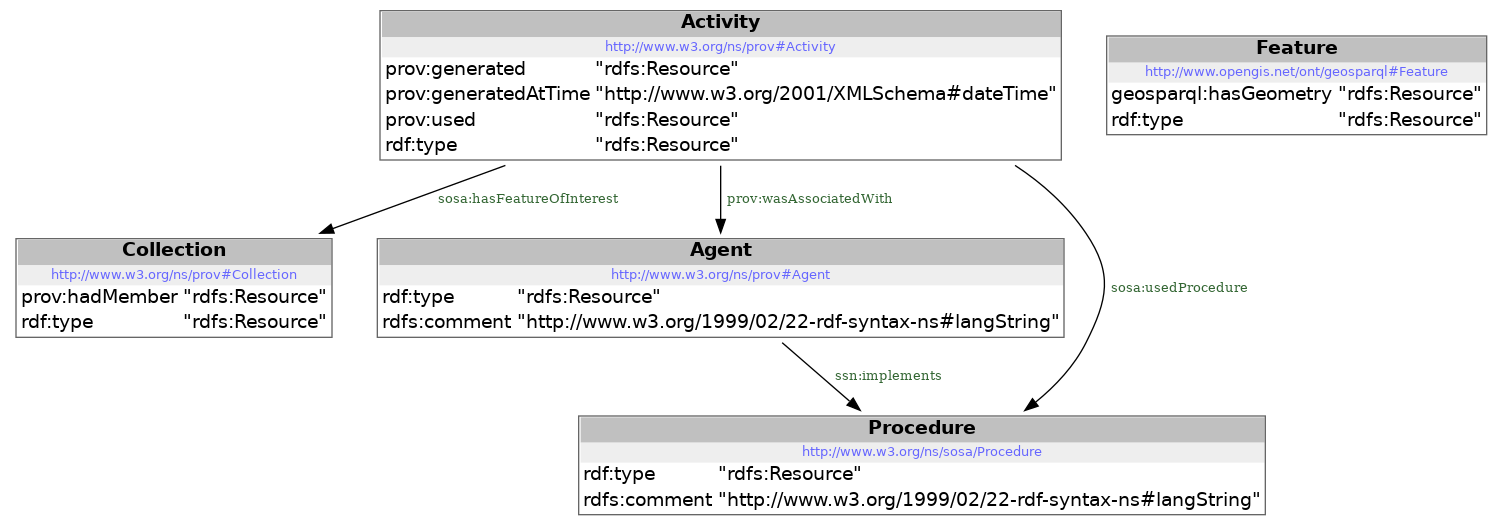 Activity
http://www.w3.org/ns/prov#Activity
prov:generated "rdfs:Resource"
prov:generatedAtTime "http://www.w3.org/2001/XMLSchema#dateTime"
prov:used "rdfs:Resource"
rdf:type "rdfs:Resource"
Feature
http://www.opengis.net/ont/geosparql#Feature
geosparql:hasGeometry "rdfs:Resource"
rdf:type "rdfs:Resource"
sosa:hasFeatureOfInterest
prov:wasAssociatedWith
Collection
http://www.w3.org/ns/prov#Collection
prov:hadMember "rdfs:Resource"
rdf:type "rdfs:Resource"
Agent
http://www.w3.org/ns/prov#Agent
rdf:type "rdfs:Resource"
rdfs:comment "http://www.w3.org/1999/02/22-rdf-syntax-ns#langString"
sosa:usedProcedure
ssn:implements
Procedure
http://www.w3.org/ns/sosa/Procedure
rdf:type "rdfs:Resource"
rdfs:comment "http://www.w3.org/1999/02/22-rdf-syntax-ns#langString"